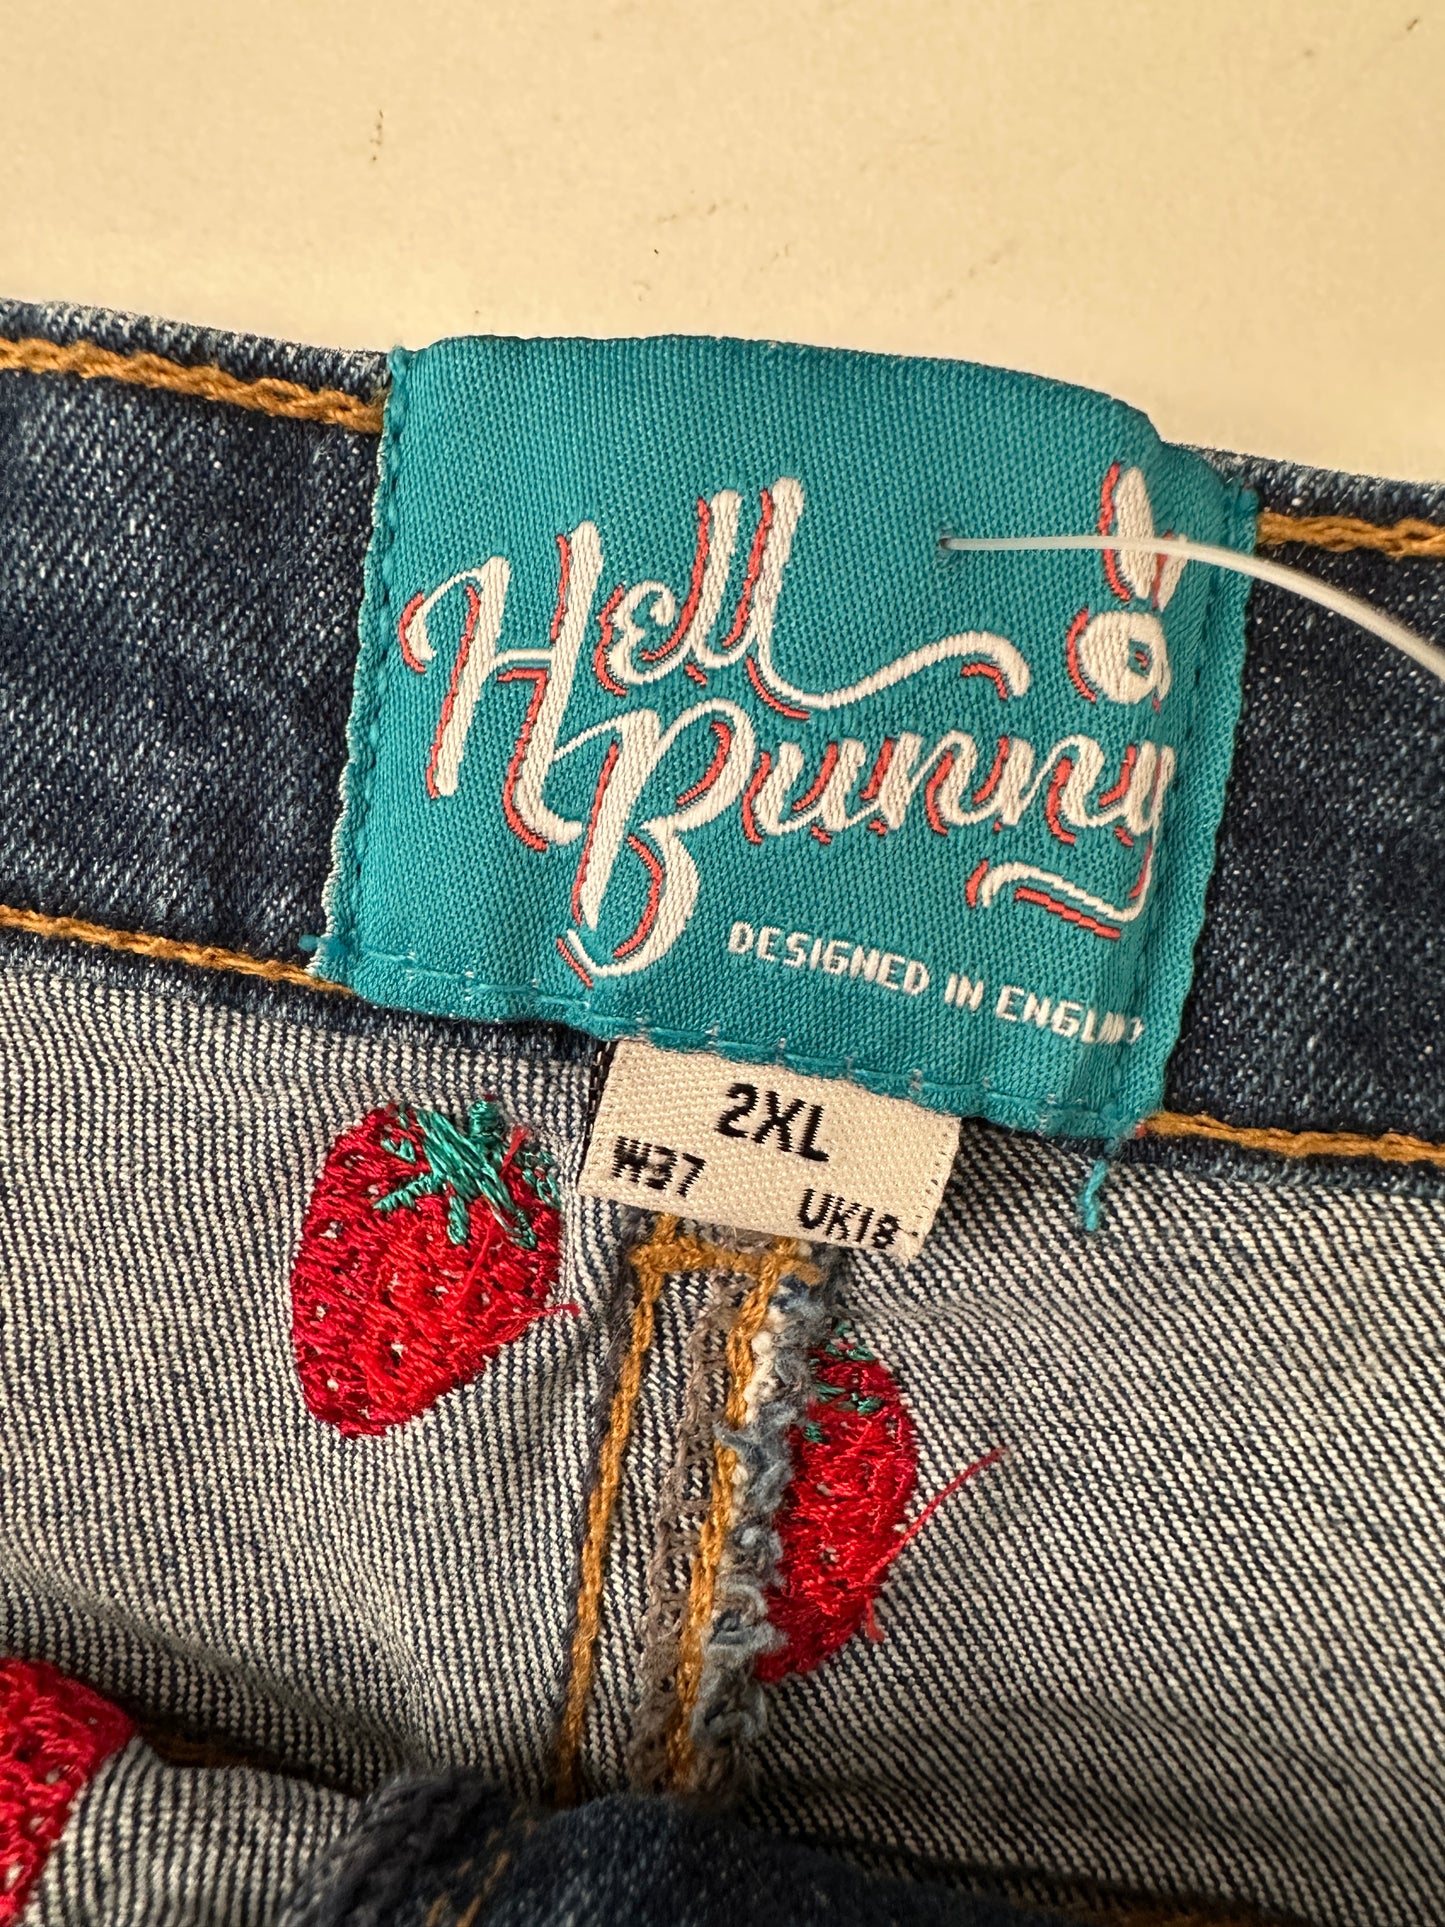 Hell
Bunny
DESIGNED IN ENGLAND
2XL
W37 UK18